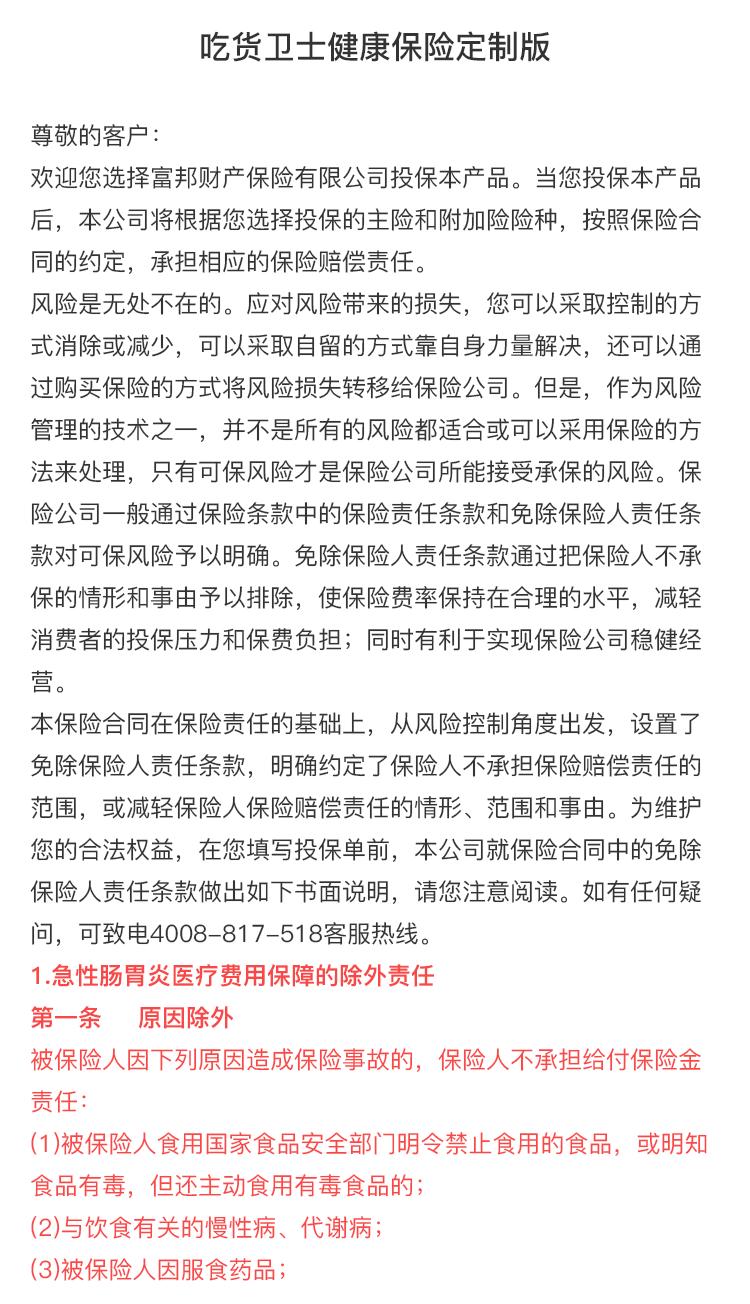 吃货卫士健康保险定制版
尊敬的客户：
欢迎您选择富邦财产保险有限公司投保本产品。当您投保本产品
后，本公司将根据您选择投保的主险和附加险险种，按照保险合
同的约定，承担相应的保险赔偿责任。
风险是无处不在的。应对风险带来的损失，您可以采取控制的方
式消除或减少，可以采取自留的方式靠自身力量解决，还可以通
过购买保险的方式将风险损失转移给保险公司。但是，作为风险
管理的技术之一，并不是所有的风险都适合或可以采用保险的方
法来处理，只有可保风险才是保险公司所能接受承保的风险。保
险公司一般通过保险条款中的保险责任条款和免除保险人责任条
款对可保风险予以明确。免除保险人责任条款通过把保险人不承
保的情形和事由予以排除，使保险费率保持在合理的水平，减轻
消费者的投保压力和保费负担；同时有利于实现保险公司稳健经
营。
本保险合同在保险责任的基础上，从风险控制角度出发，设置了
免除保险人责任条款，明确约定了保险人不承担保险赔偿责任的
范围，或减轻保险人保险赔偿责任的情形、范围和事由。为维护
您的合法权益，在您填写投保单前，本公司就保险合同中的免除
保险人责任条款做出如下书面说明，请您注意阅读。如有任何疑
问，可致电4008-817-518客服热线。
1.急性肠胃炎医疗费用保障的除外责任
第一条 原因除外
被保险人因下列原因造成保险事故的，保险人不承担给付保险金
责任：
(1)被保险人食用国家食品安全部门明令禁止食用的食品，或明知
食品有毒，但还主动食用有毒食品的；
(2)与饮食有关的慢性病、代谢病；
(3)被保险人因服食药品；